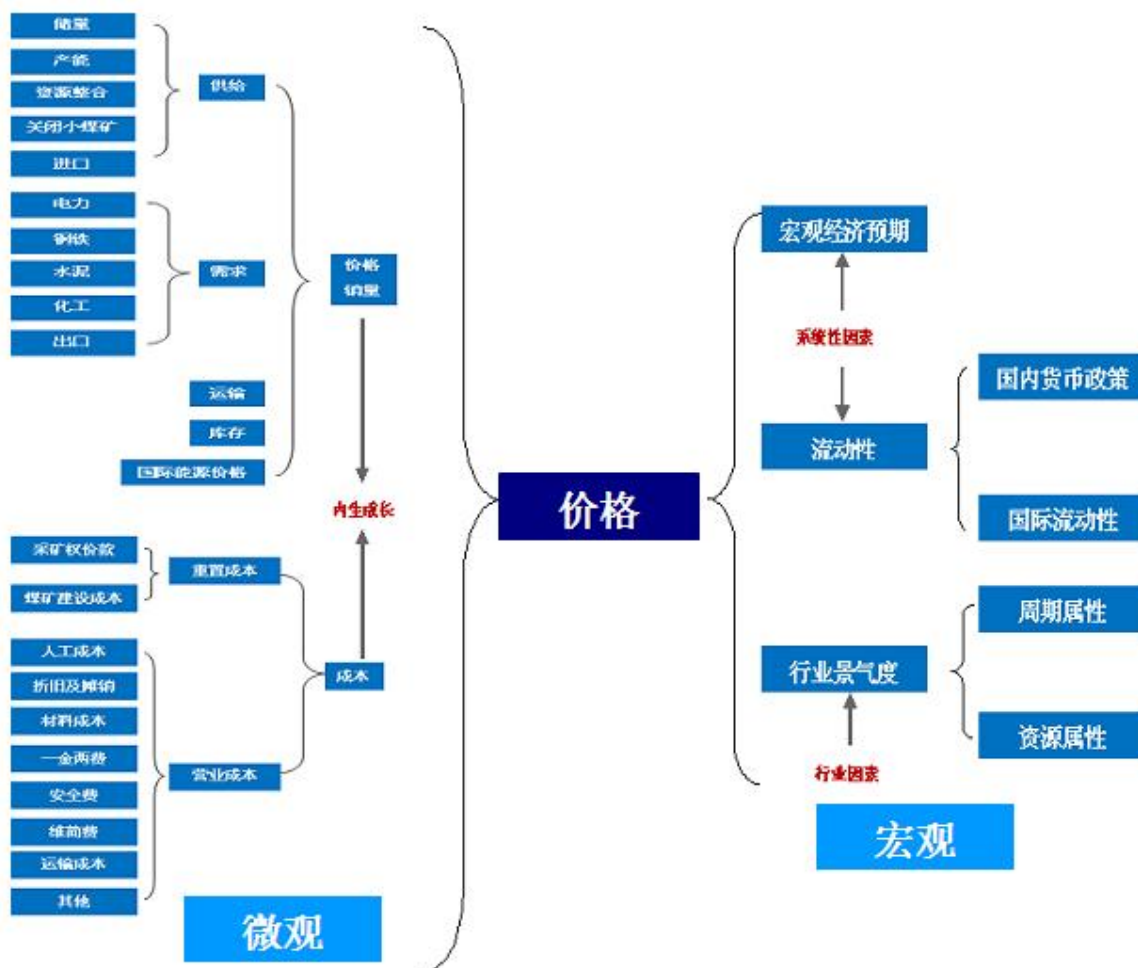 储量
产能
资源整合
关闭小煤矿
进口
供给
电力
钢铁
水泥
化工
出口
需求
运输
库存
国际能源价格
价格
销量
内生成长
采矿权价款
煤矿建设成本
重置成本
人工成本
折旧及摊销
材料成本
一金两费
安全费
维简费
运输成本
其他
营业成本
成本
微观
价格
宏观经济预期
系统性因素
流动性
国内货币政策
国际流动性
行业景气度
周期属性
资源属性
行业因素
宏观